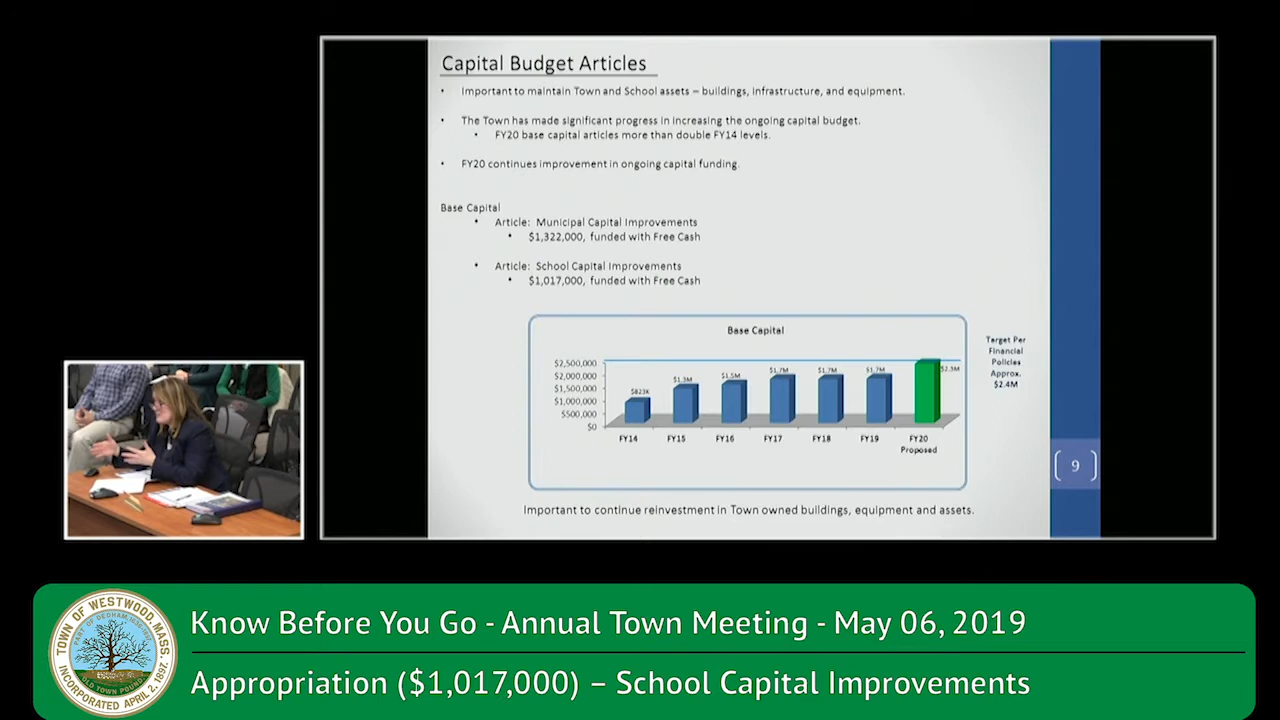 Capital Budget Articles
• Important to maintain Town and School assets – buildings, infrastructure, and equipment.
• The Town has made significant progress in increasing the ongoing capital budget.
• FY20 base capital articles more than double FY14 levels.
• FY20 continues improvement in ongoing capital funding.
Base Capital
• Article: Municipal Capital Improvements
• $1,322,000, funded with Free Cash
• Article: School Capital Improvements
• $1,017,000, funded with Free Cash
Base Capital
$2,500,000
$2,000,000
$1,500,000
$1,000,000
$500,000
$0
$823K
$1.3M
$1.5M
$1.7M
$1.7M
$1.7M
$2.3M
FY14
FY15
FY16
FY17
FY18
FY19
FY20
Proposed
Target Per
Financial
Policies
Approx.
$2.4M
9
Important to continue reinvestment in Town owned buildings, equipment and assets.
TOWN OF WESTWOOD, MASS.
INCORPORATED APRIL 2, 1897.
OLD TOWN POUND
Know Before You Go - Annual Town Meeting - May 06, 2019
Appropriation ($1,017,000) – School Capital Improvements